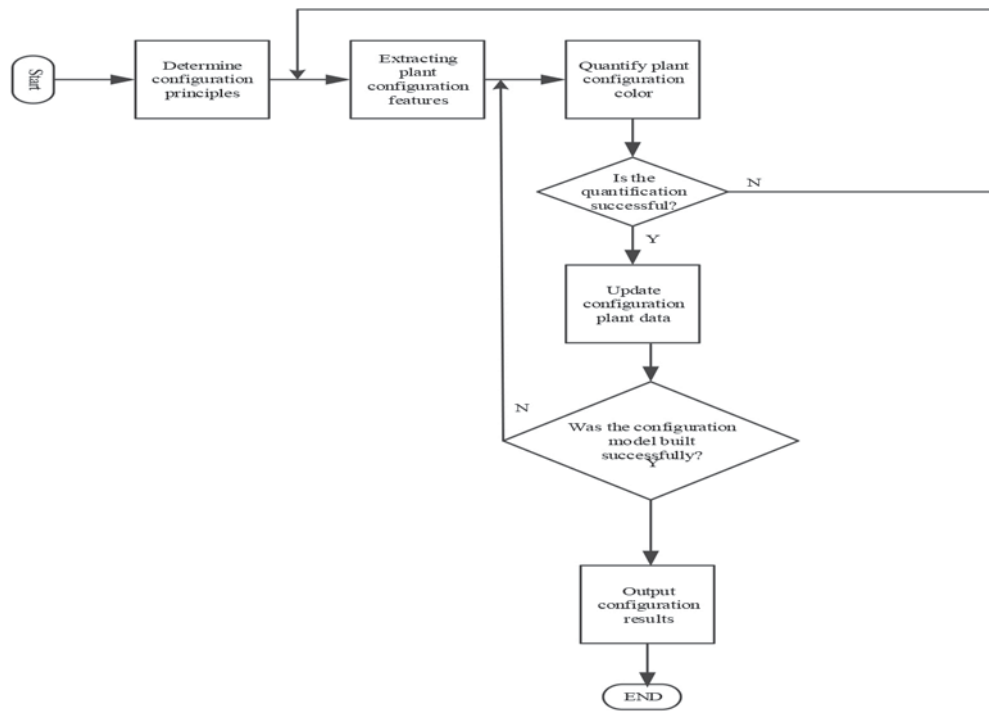 Start
Determine
configuration
principles
Extracting
plant
configuration
features
Quantify plant
configuration
color
Is the
quantification
successful?
N
Y
Update
configuration
plant data
N
Was the configuration
model built
successfully?
Y
Output
configuration
results
END